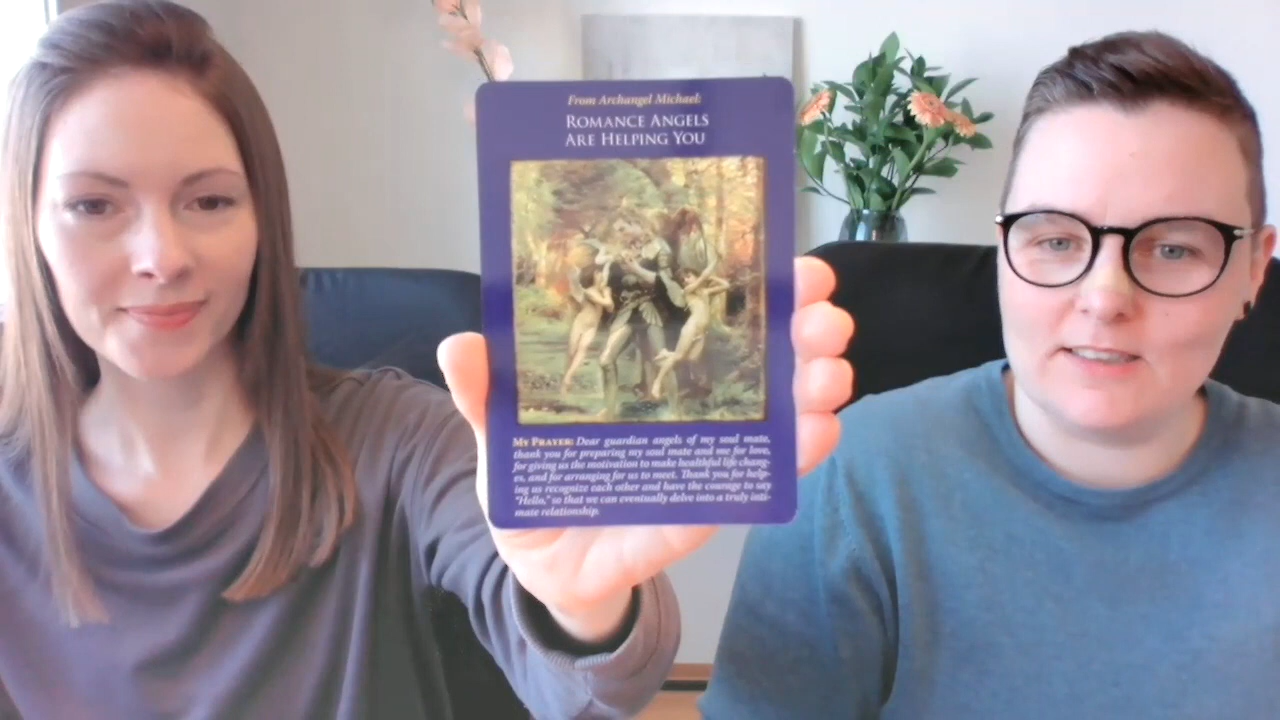 From Archangel Michael:
ROMANCE ANGELS
ARE HELPING YOU
MY PRAYER: Dear guardian angels of my soul mate,
thank you for preparing my soul mate and me for love,
for giving us the motivation to make healthful life chang-
es, and for arranging for us to meet. Thank you for help-
ing us recognize each other and have the courage to say
"Hello," so that we can eventually delve into a truly inti-
mate relationship.